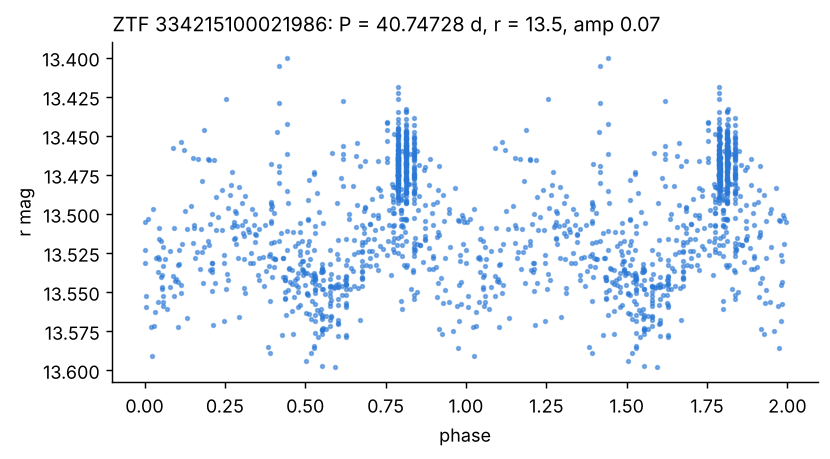 ZTF 334215100021986: P = 40.74728 d, r = 13.5, amp 0.07
13.400
13.425
13.450
13.475
13.500
13.525
13.550
13.575
13.600
r mag
0.00 0.25 0.50 0.75 1.00 1.25 1.50 1.75 2.00
phase